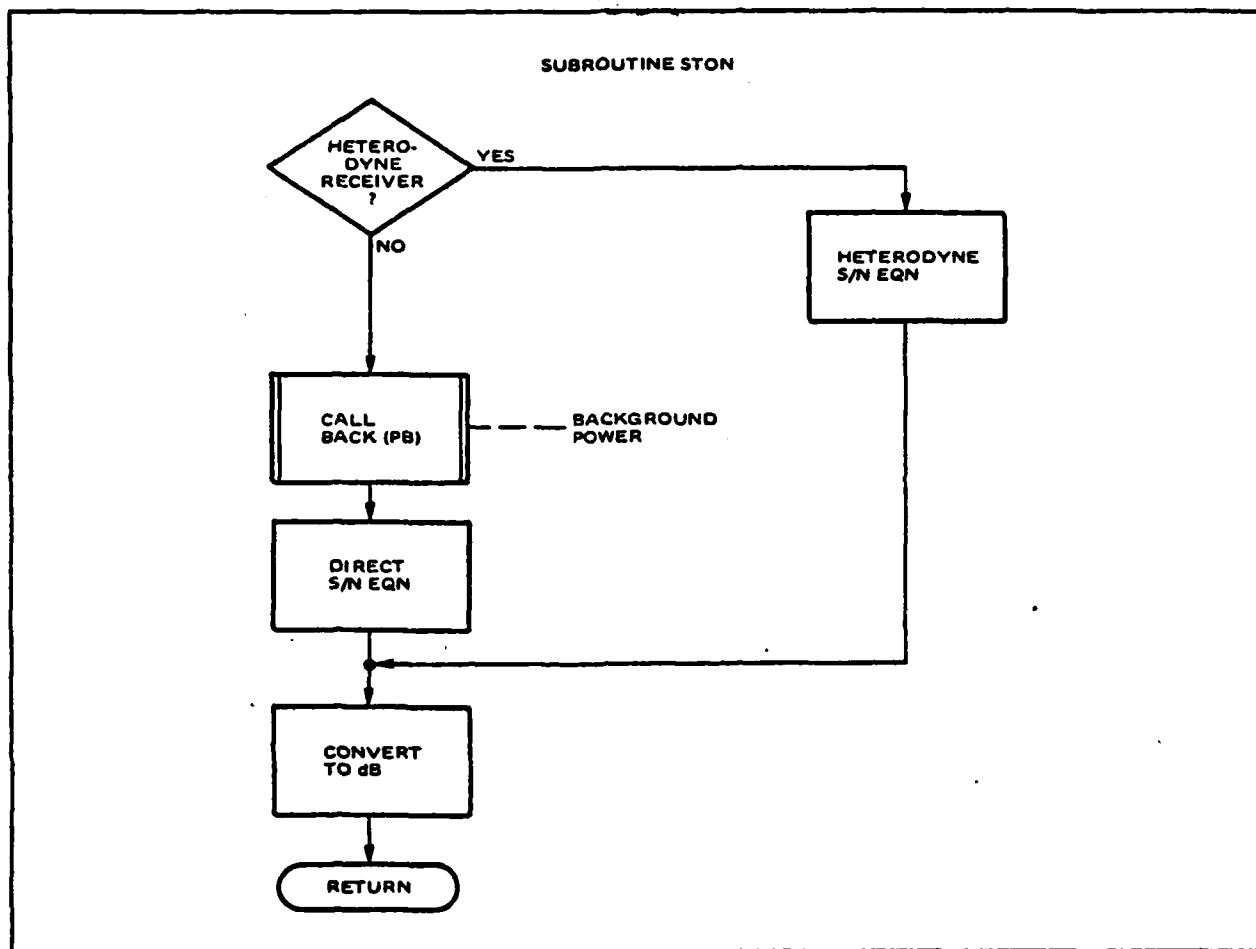 SUBROUTINE STON
HETERO-
DYNE
RECEIVER
?
YES
NO
HETERODYNE
S/N EQN
CALL
BACK (PB)
BACKGROUND
POWER
DIRECT
S/N EQN
CONVERT
TO dB
RETURN